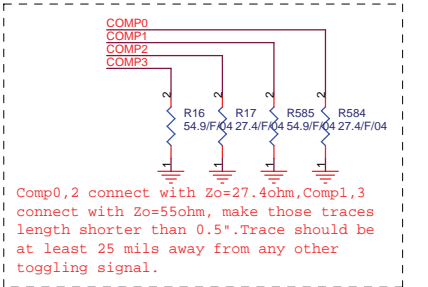 COMP0
COMP1
COMP2
COMP3
2 2 2 2
R16 R17 R585 R584
54.9/F/04 27.4/F/04 54.9/F/04 27.4/F/04
1 1 1 1
Comp0,2 connect with Zo=27.4ohm,Comp1,3
connect with Zo=55ohm, make those traces
length shorter than 0.5".Trace should be
at least 25 mils away from any other
toggling signal.